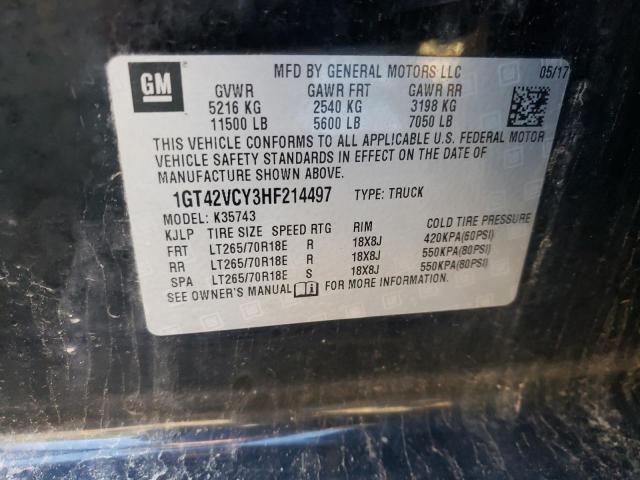 GM
MFD BY GENERAL MOTORS LLC 05/17
GVWR GAWR FRT GAWR RR
5216 KG 2540 KG 3198 KG
11500 LB 5600 LB 7050 LB
THIS VEHICLE CONFORMS TO ALL APPLICABLE U.S. FEDERAL MOTOR
VEHICLE SAFETY STANDARDS IN EFFECT ON THE DATE OF
MANUFACTURE SHOWN ABOVE.
1GT42VCY3HF214497 TYPE: TRUCK
MODEL: K35743
KJLP TIRE SIZE SPEED RTG RIM COLD TIRE PRESSURE
FRT LT265/70R18E R 18X8J 420KPA(60PSI)
RR LT265/70R18E R 18X8J 550KPA(80PSI)
SPA LT265/70R18E S 18X8J 550KPA(80PSI)
SEE OWNER'S MANUAL FOR MORE INFORMATION.